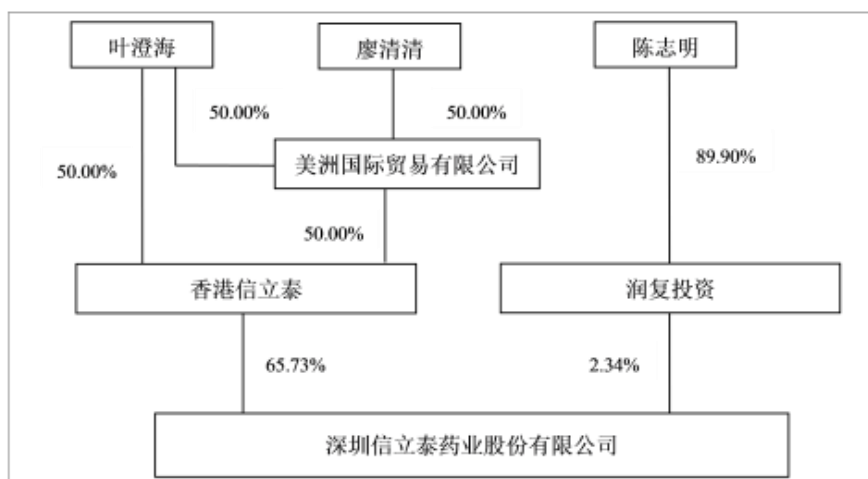 叶澄海
廖清清
陈志明
50.00%
50.00%
89.90%
美洲国际贸易有限公司
50.00%
50.00%
香港信立泰
润复投资
65.73%
2.34%
深圳信立泰药业股份有限公司